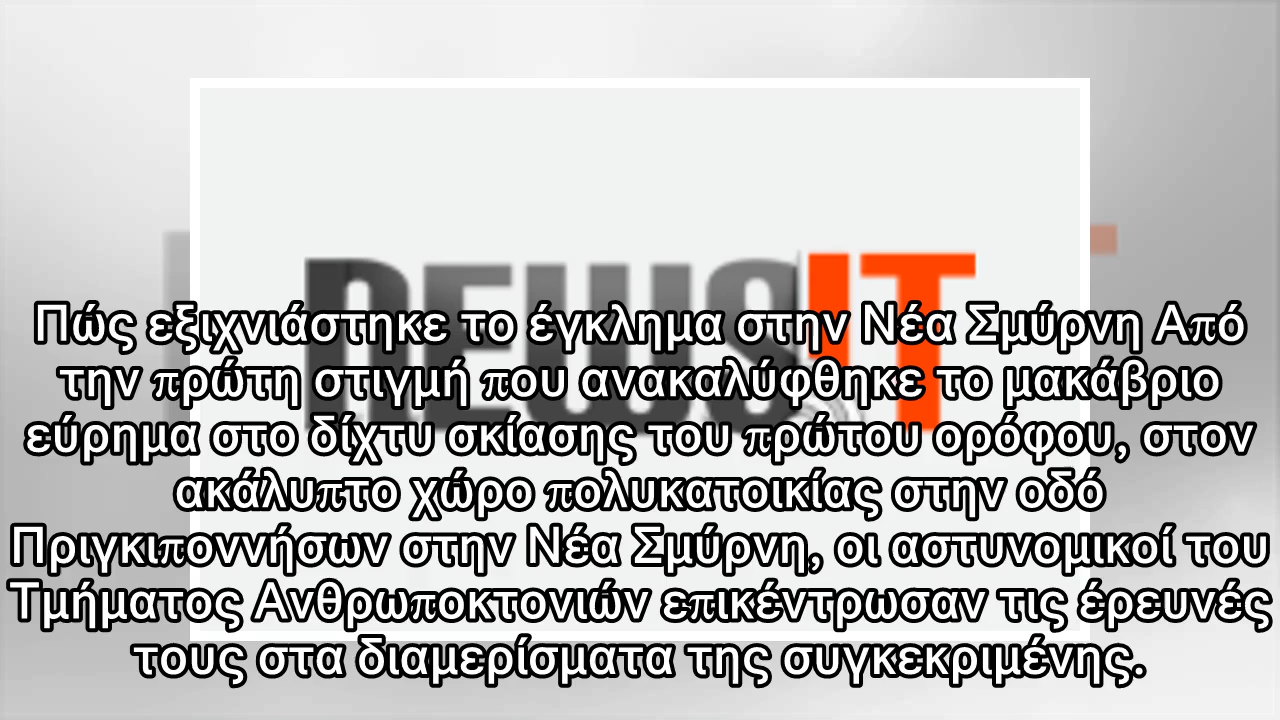 NEWSIT
Πώς εξιχνιάστηκε το έγκλημα στην Νέα Σμύρνη Από
την πρώτη στιγμή που ανακαλύφθηκε το μακάβριο
εύρημα στο δίχτυ σκίασης του πρώτου ορόφου, στον
ακάλυπτο χώρο πολυκατοικίας στην οδό
Πριγκιποννήσων στην Νέα Σμύρνη, οι αστυνομικοί του
Τμήματος Ανθρωποκτονιών επικέντρωσαν τις έρευνές
τους στα διαμερίσματα της συγκεκριμένης.